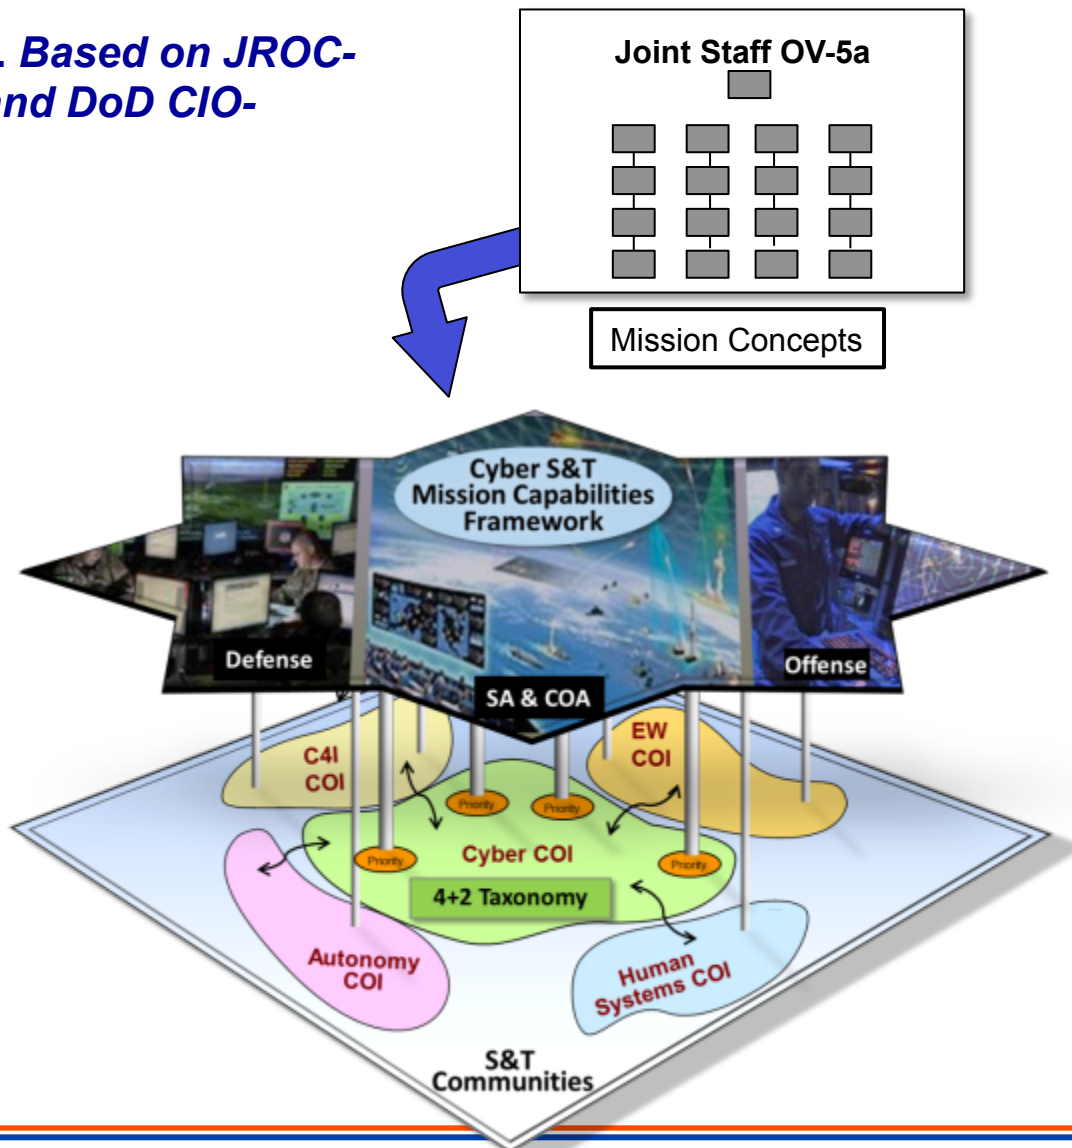 . Based on JROC-
and DoD CIO-
Joint Staff OV-5a
Mission Concepts
Cyber S&T
Mission Capabilities
Framework
Defense
SA & COA
Offense
C4I
COI
EW
COI
Priority
Priority
Priority
Cyber COI
Priority
4+2 Taxonomy
Autonomy
COI
Human
Systems COI
S&T
Communities